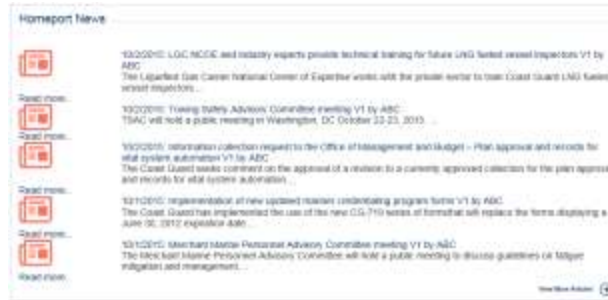 Homeport News
10/2/2015: LGC NCOE and industry experts provide technical training for future LNG fueled vessel inspectors V1 by
ABC
The Liquefied Gas Carrier National Center of Expertise works with the private sector to train Coast Guard LNG fueled
vessel inspectors...
Read more...
10/2/2015: Towing Safety Advisory Committee meeting V1 by ABC
TSAC will hold a public meeting in Washington, DC October 22-23, 2015. ...
Read more...
10/2/2015: Information collection request to the Office of Management and Budget – Plan approval and records for
vital system automation V1 by ABC
The Coast Guard seeks comment on the approval of a revision to a currently approved collection for the plan approval
and records for vital system automation...
Read more...
10/1/2015: Implementation of new updated mariner credentialing program forms V1 by ABC
The Coast Guard has implemented the use of the new CG-719 series of forms that will replace the forms displaying a
June 30, 2012 expiration date...
Read more...
10/1/2015: Merchant Marine Personnel Advisory Committee meeting V1 by ABC
The Merchant Marine Personnel Advisory Committee will hold a public meeting to discuss guidelines on fatigue
mitigation and management...
Read more...
View More Articles